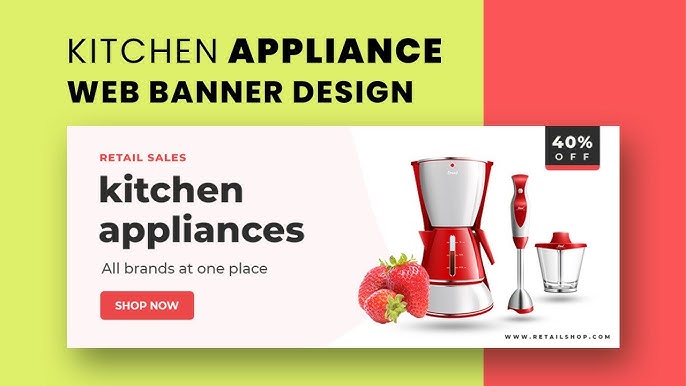 KITCHEN APPLIANCE
WEB BANNER DESIGN
RETAIL SALES
kitchen
appliances
All brands at one place
SHOP NOW
40%
OFF
WWW.RETAILSHOP.COM